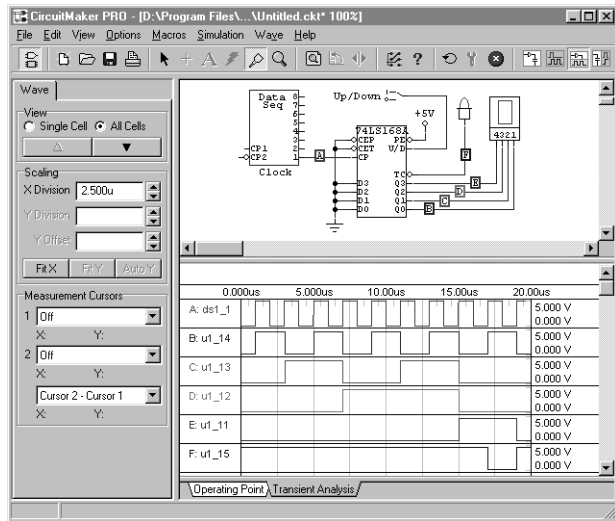 CircuitMaker PRO - [D:\Program Files\...\Untitled.ckt* 100%]
File Edit View Options Macros Simulation Wave Help
Wave
View
Single Cell All Cells
Scaling
X Division 2.500u
Y Division
Y Offset
Fit X Fit Y Auto Y
Measurement Cursors
1 Off
X: Y:
2 Off
X: Y:
Cursor 2 - Cursor 1
X: Y:
Data Seq
8
7
6
5
4
3
2
1
CP1
CP2
Clock
A
Up/Down
+5V
74LS168A
CEP PE
CET U/D
CP
TC
D3 Q3
D2 Q2
D1 Q1
D0 Q0
F
E
D
C
B
4321
0.000us 5.000us 10.00us 15.00us 20.00us
A: ds1_1 5.000 V
0.000 V
B: u1_14 5.000 V
0.000 V
C: u1_13 5.000 V
0.000 V
D: u1_12 5.000 V
0.000 V
E: u1_11 5.000 V
0.000 V
F: u1_15 5.000 V
0.000 V
Operating Point Transient Analysis